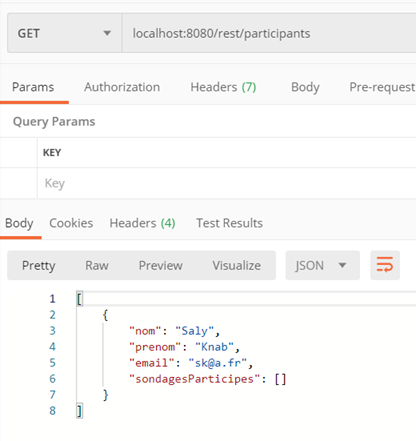 GET localhost:8080/rest/participants
Params Authorization Headers (7) Body Pre-request
Query Params
KEY
Key
Body Cookies Headers (4) Test Results
Pretty Raw Preview Visualize JSON
1 [
2 {
3 "nom": "Saly",
4 "prenom": "Knab",
5 "email": "sk@a.fr",
6 "sondagesParticipes": []
7 }
8 ]